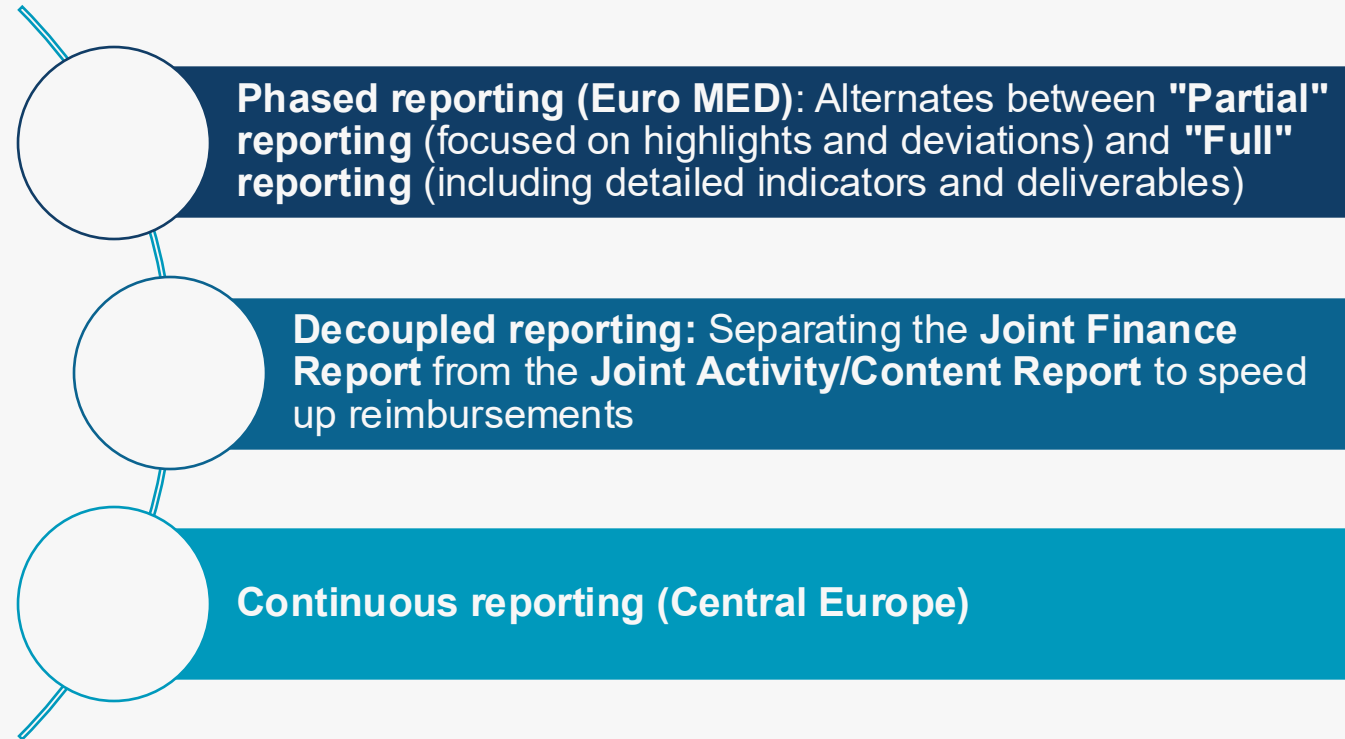 Phased reporting (Euro MED): Alternates between "Partial"
reporting (focused on highlights and deviations) and "Full"
reporting (including detailed indicators and deliverables)
Decoupled reporting: Separating the Joint Finance
Report from the Joint Activity/Content Report to speed
up reimbursements
Continuous reporting (Central Europe)